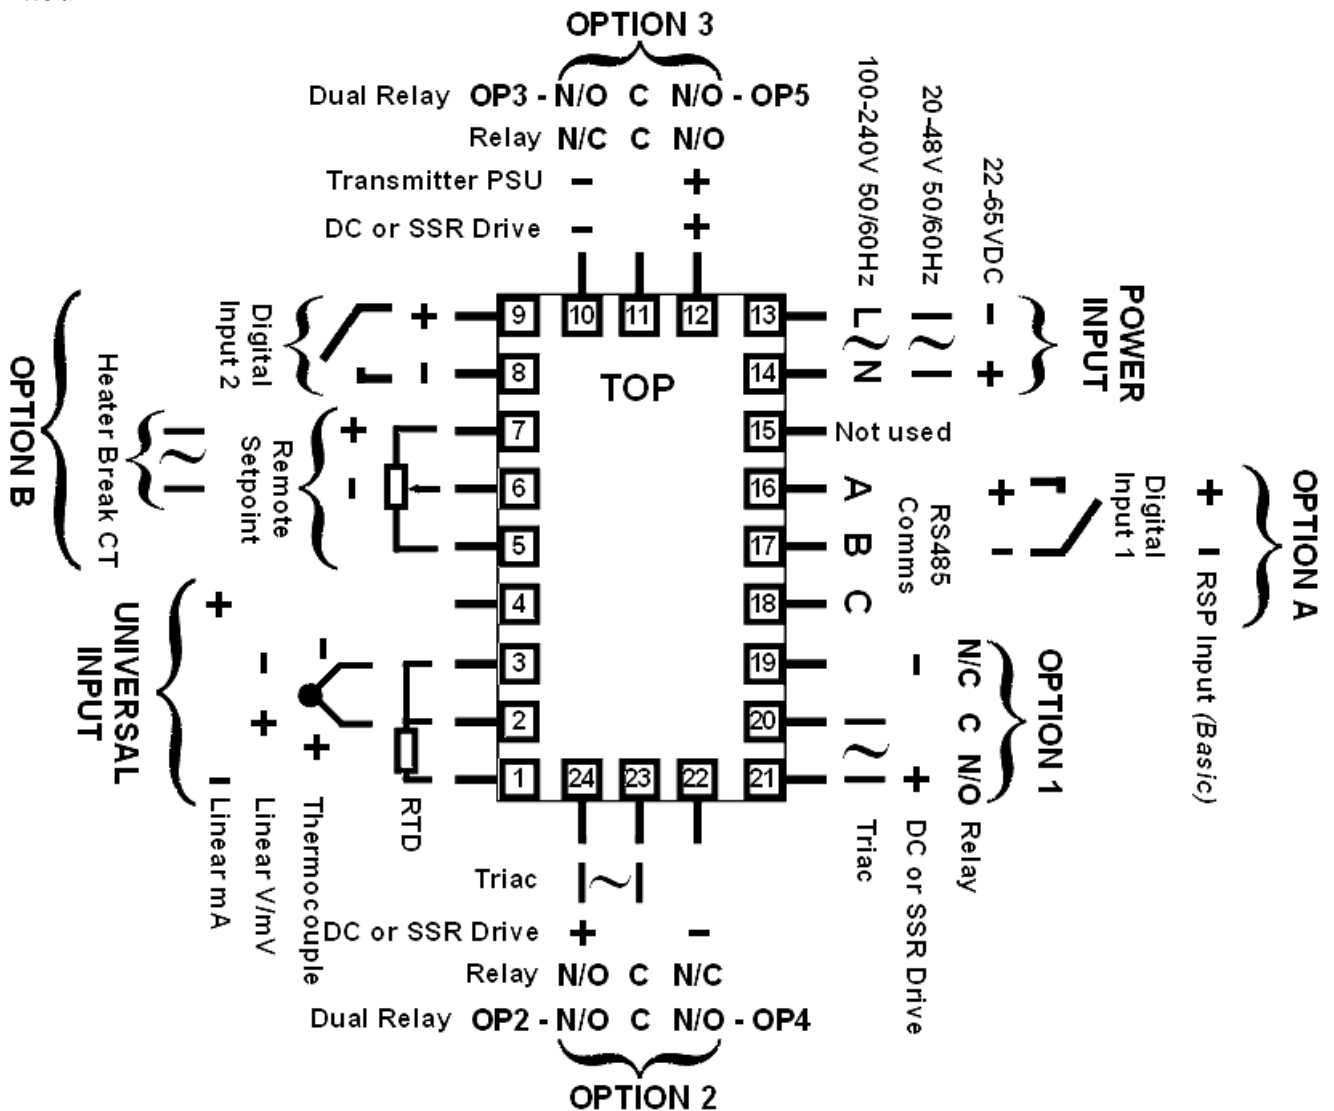 OPTION 3
Dual Relay OP3 - N/O C N/O - OP5
Relay N/C C N/O
Transmitter PSU - +
DC or SSR Drive - +
100-240V 50/60Hz
20-48V 50/60Hz
22-65VDC
POWER
INPUT
L
N
- +
OPTION B
Digital
Input 2
+
-
Heater Break CT
Remote
Setpoint
+
-
9
8
7
6
5
4
3
2
1
10 11 12
TOP
13
14
15
16
17
18
19
20
21
24 23 22
Not used
A
B
C
RS485
Comms
+
-
Digital
Input 1
+ - RSP Input (Basic)
OPTION A
UNIVERSAL
INPUT
+ - Linear mA
- + Linear V/mV
- + Thermocouple
RTD
Triac
- + DC or SSR Drive
N/C C N/O Relay
OPTION 1
Triac
DC or SSR Drive + -
Relay N/O C N/C
Dual Relay OP2 - N/O C N/O - OP4
OPTION 2